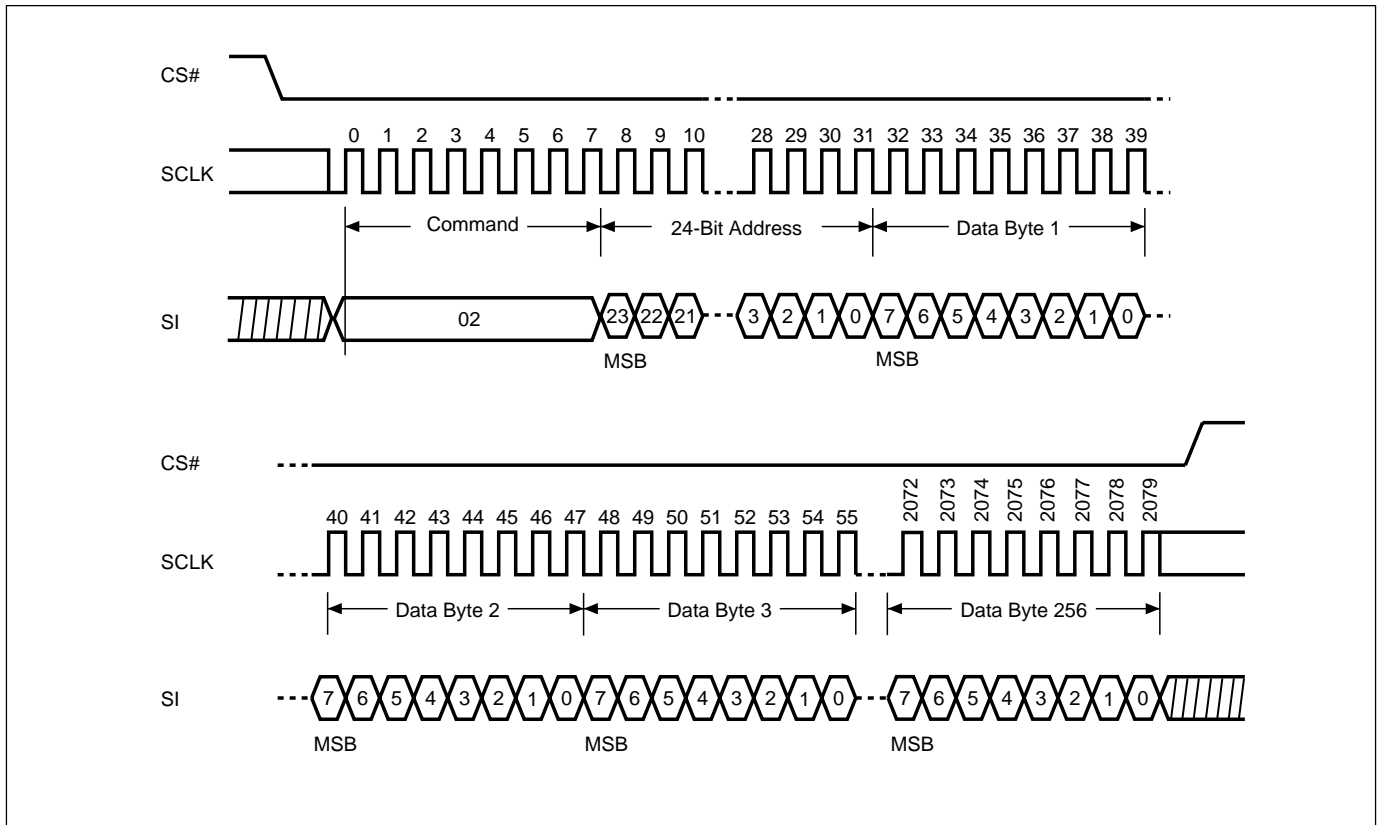 CS#
0 1 2 3 4 5 6 7 8 9 10 28 29 30 31 32 33 34 35 36 37 38 39
SCLK
Command 24-Bit Address Data Byte 1
SI 02 23 22 21 3 2 1 0 7 6 5 4 3 2 1 0
MSB MSB
CS#
2072 2073 2074 2075 2076 2077 2078 2079
40 41 42 43 44 45 46 47 48 49 50 51 52 53 54 55
SCLK
Data Byte 2 Data Byte 3 Data Byte 256
SI 7 6 5 4 3 2 1 0 7 6 5 4 3 2 1 0 7 6 5 4 3 2 1 0
MSB MSB MSB